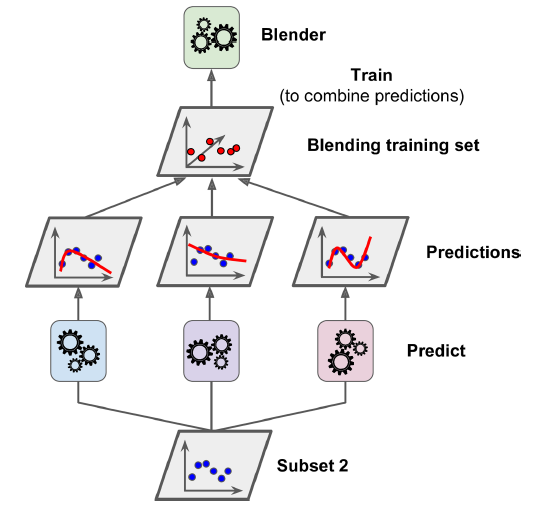 Blender
Train
(to combine predictions)
Blending training set
Predictions
Predict
Subset 2